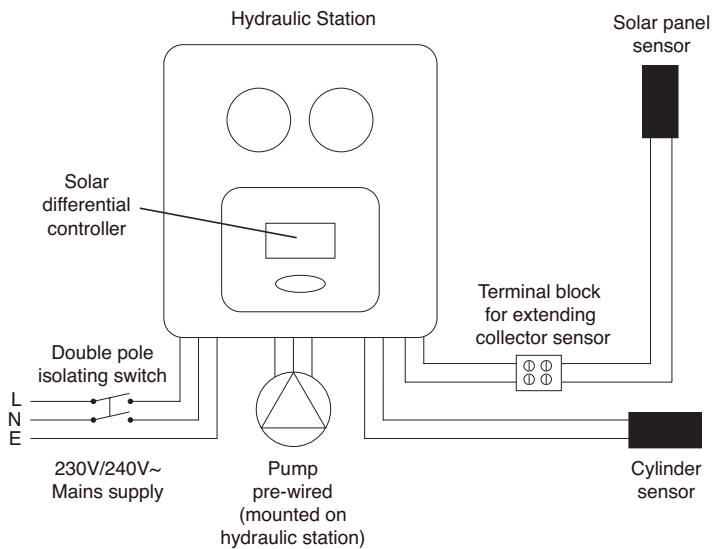 Hydraulic Station
Solar panel
sensor
Solar
differential
controller
Terminal block
for extending
collector sensor
Double pole
isolating switch
L
N
E
230V/240V~
Mains supply
Pump
pre-wired
(mounted on
hydraulic station)
Cylinder
sensor